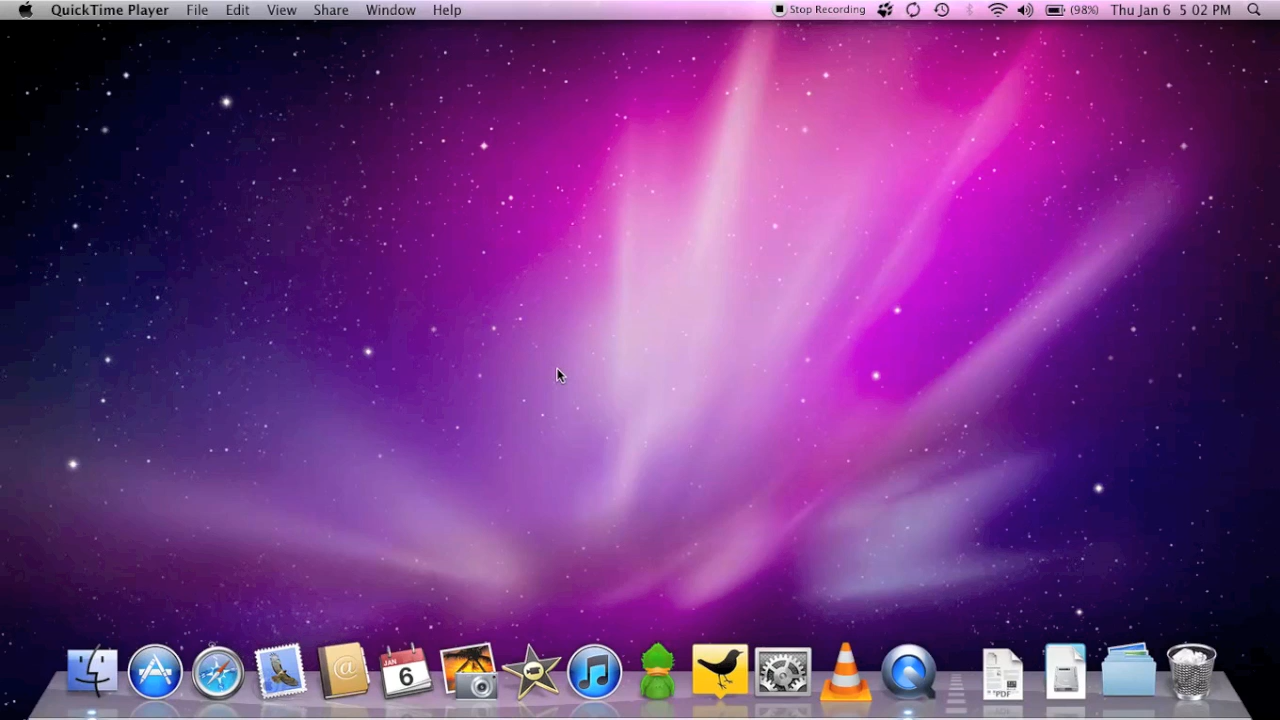 QuickTime Player File Edit View Share Window Help Stop Recording (98%) Thu Jan 6 5:02 PM
JAN
6
@
PDF